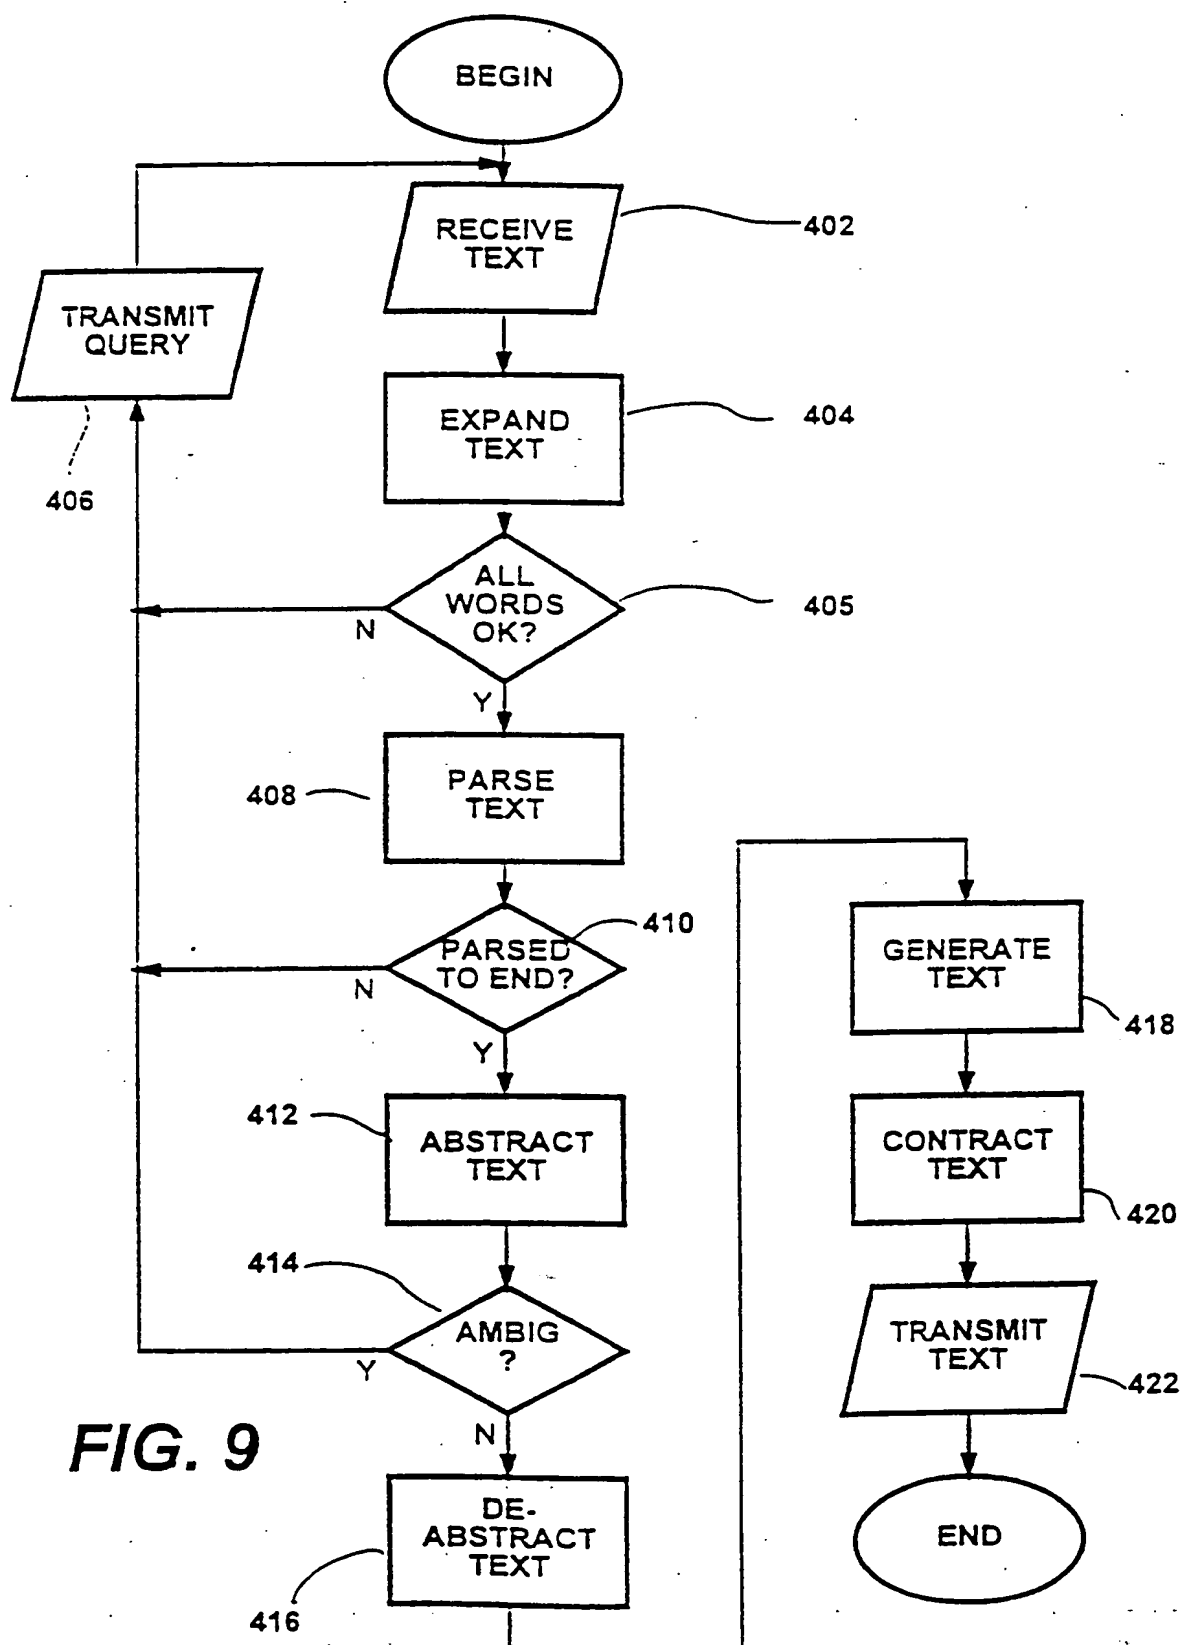 BEGIN
RECEIVE
TEXT
402
TRANSMIT
QUERY
406
EXPAND
TEXT
404
ALL
WORDS
OK?
405
N
Y
PARSE
TEXT
408
PARSED
TO END?
410
N
Y
ABSTRACT
TEXT
412
AMBIG
?
414
Y
N
DE-
ABSTRACT
TEXT
416
GENERATE
TEXT
418
CONTRACT
TEXT
420
TRANSMIT
TEXT
422
END
FIG. 9